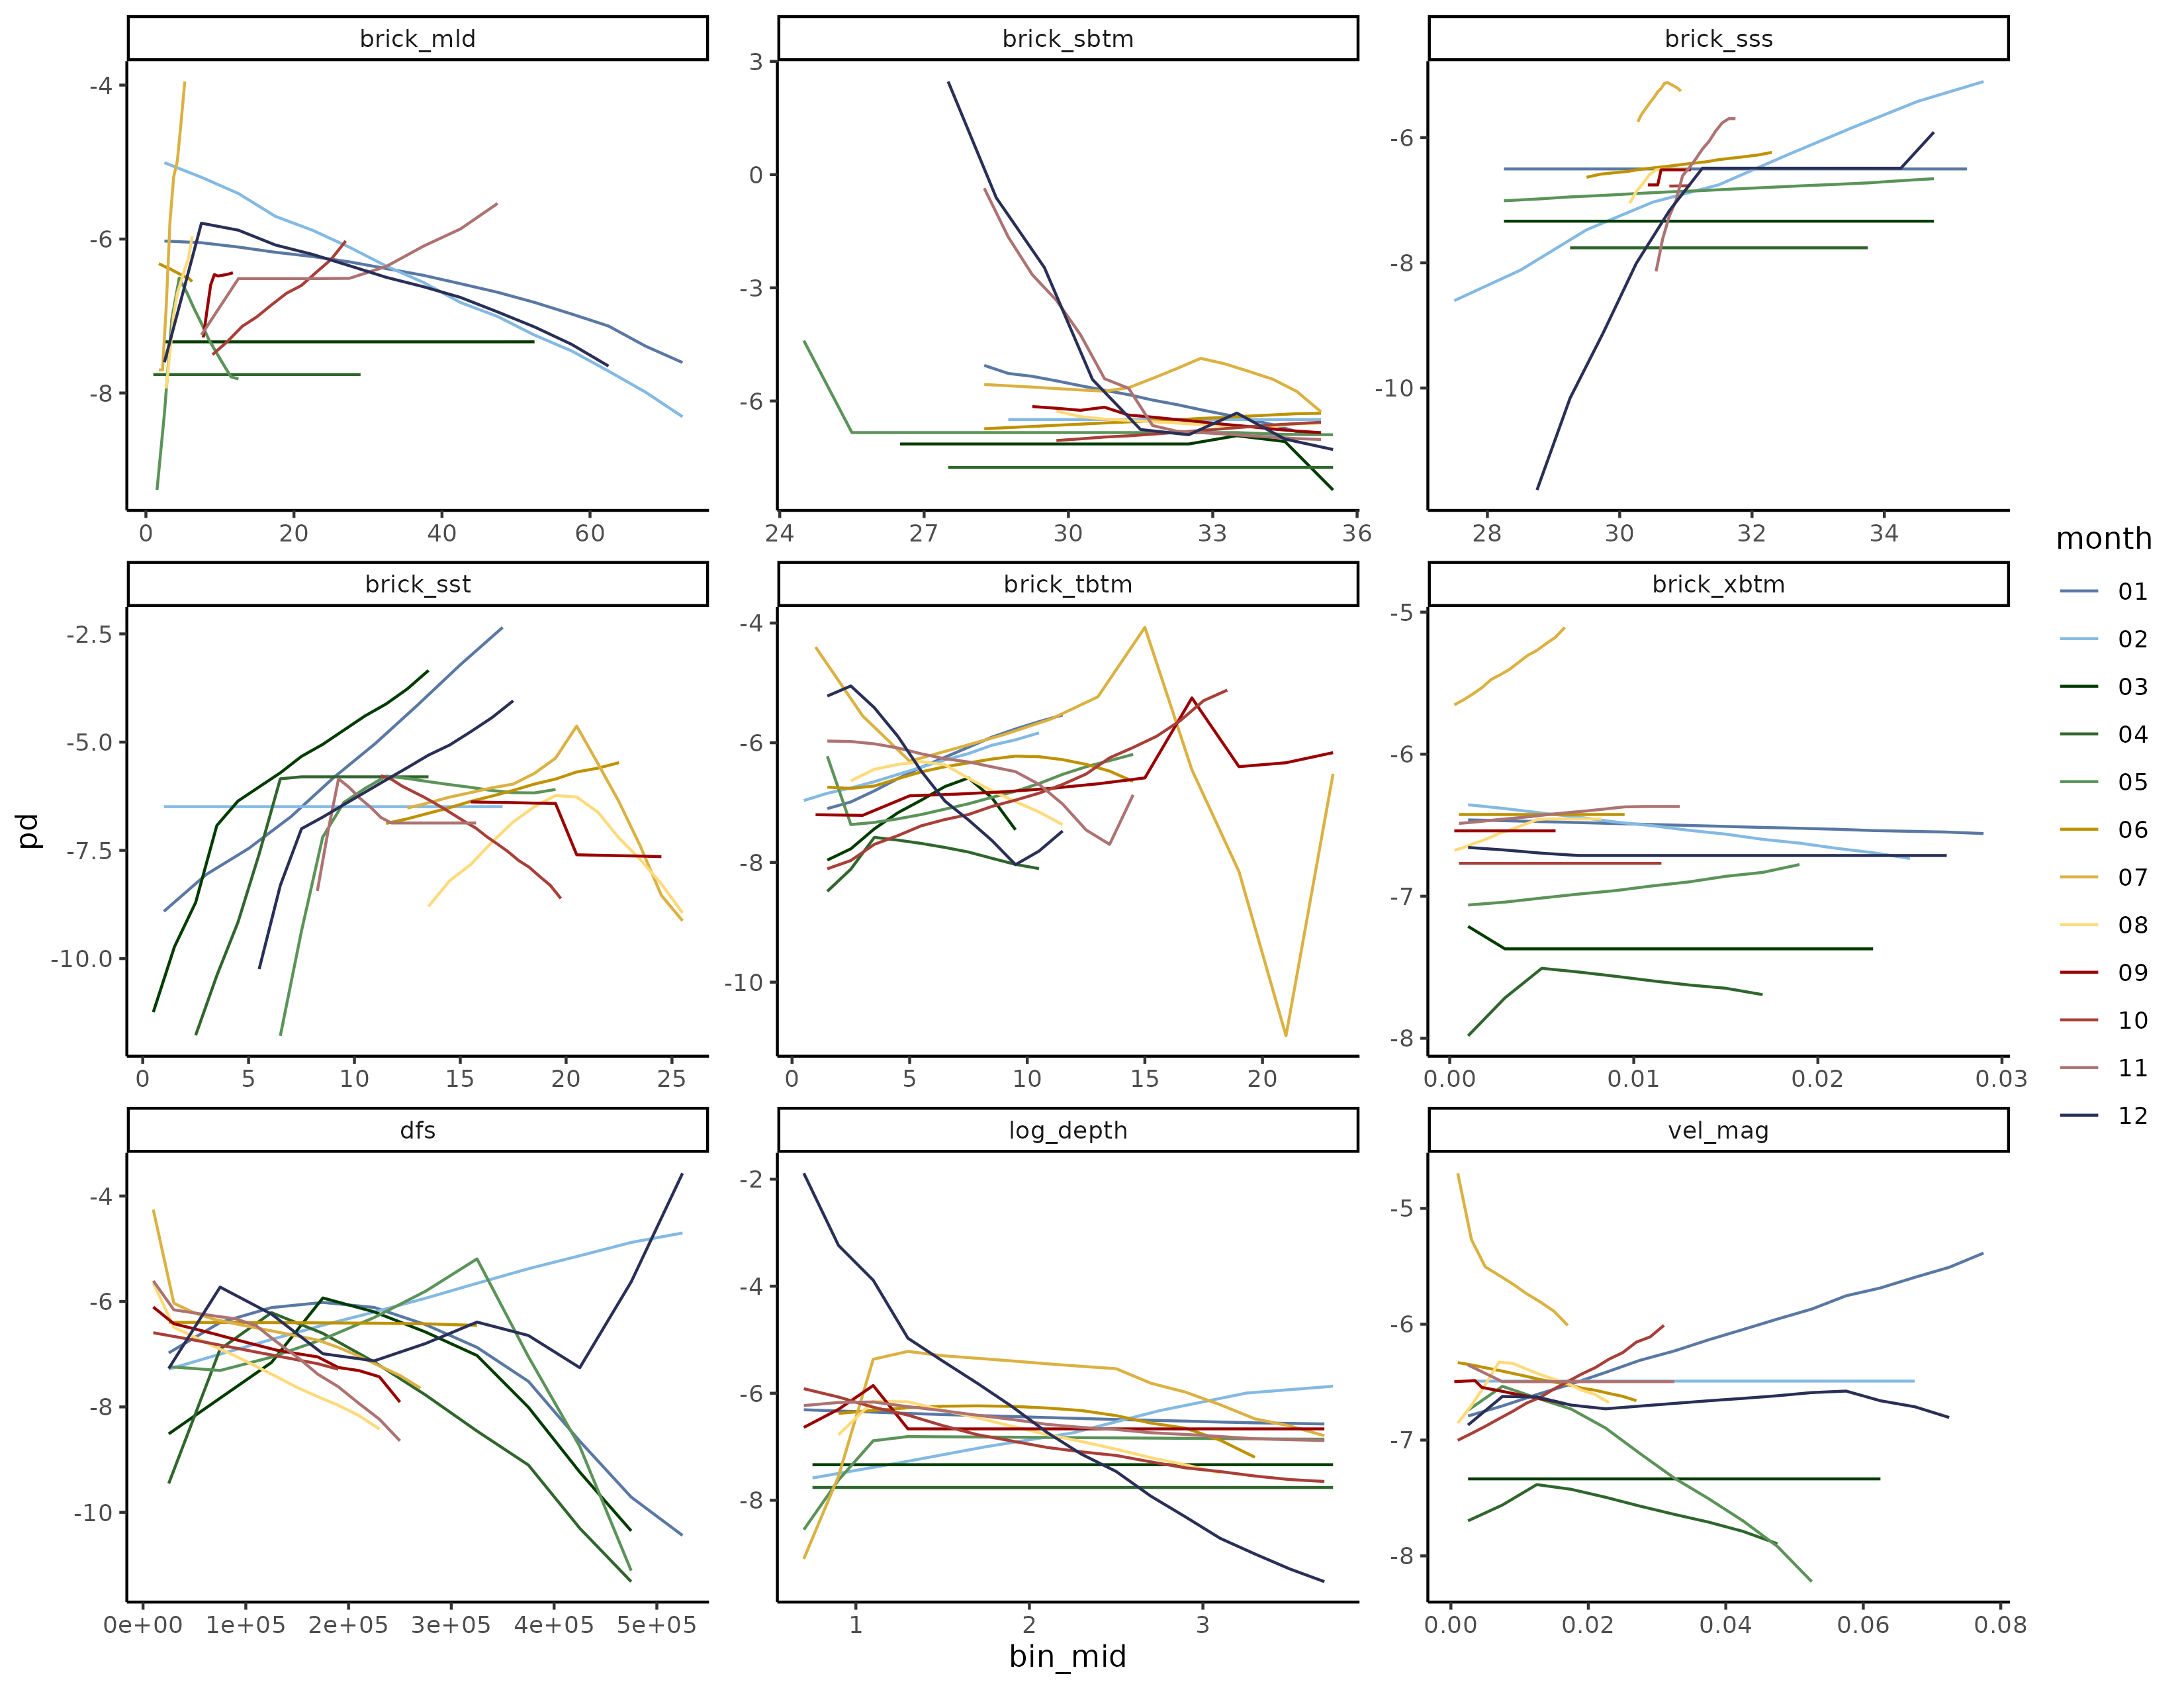 brick_mld
brick_sbtm
brick_sss
-4
-6
-8
3
0
-3
-6
-6
-8
-10
0 20 40 60
24 27 30 33 36
28 30 32 34
brick_sst
brick_tbtm
brick_xbtm
-2.5
-5.0
-7.5
-10.0
-4
-6
-8
-10
-5
-6
-7
-8
0 5 10 15 20 25
0 5 10 15 20
0.00 0.01 0.02 0.03
dfs
log_depth
vel_mag
-4
-6
-8
-10
-2
-4
-6
-8
-5
-6
-7
-8
0e+00 1e+05 2e+05 3e+05 4e+05 5e+05
1 2 3
0.00 0.02 0.04 0.06 0.08
bin_mid
pd
month
01
02
03
04
05
06
07
08
09
10
11
12